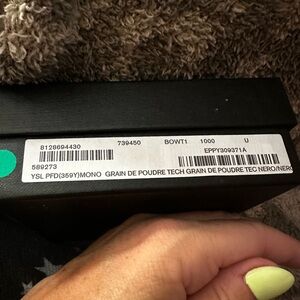 8128694430 739450 BOWT1 1000 U
EPPY309371A
589273
YSL PFD(359Y)MONO GRAIN DE POUDRE TECH GRAIN DE POUDRE TEC NERO/NERO